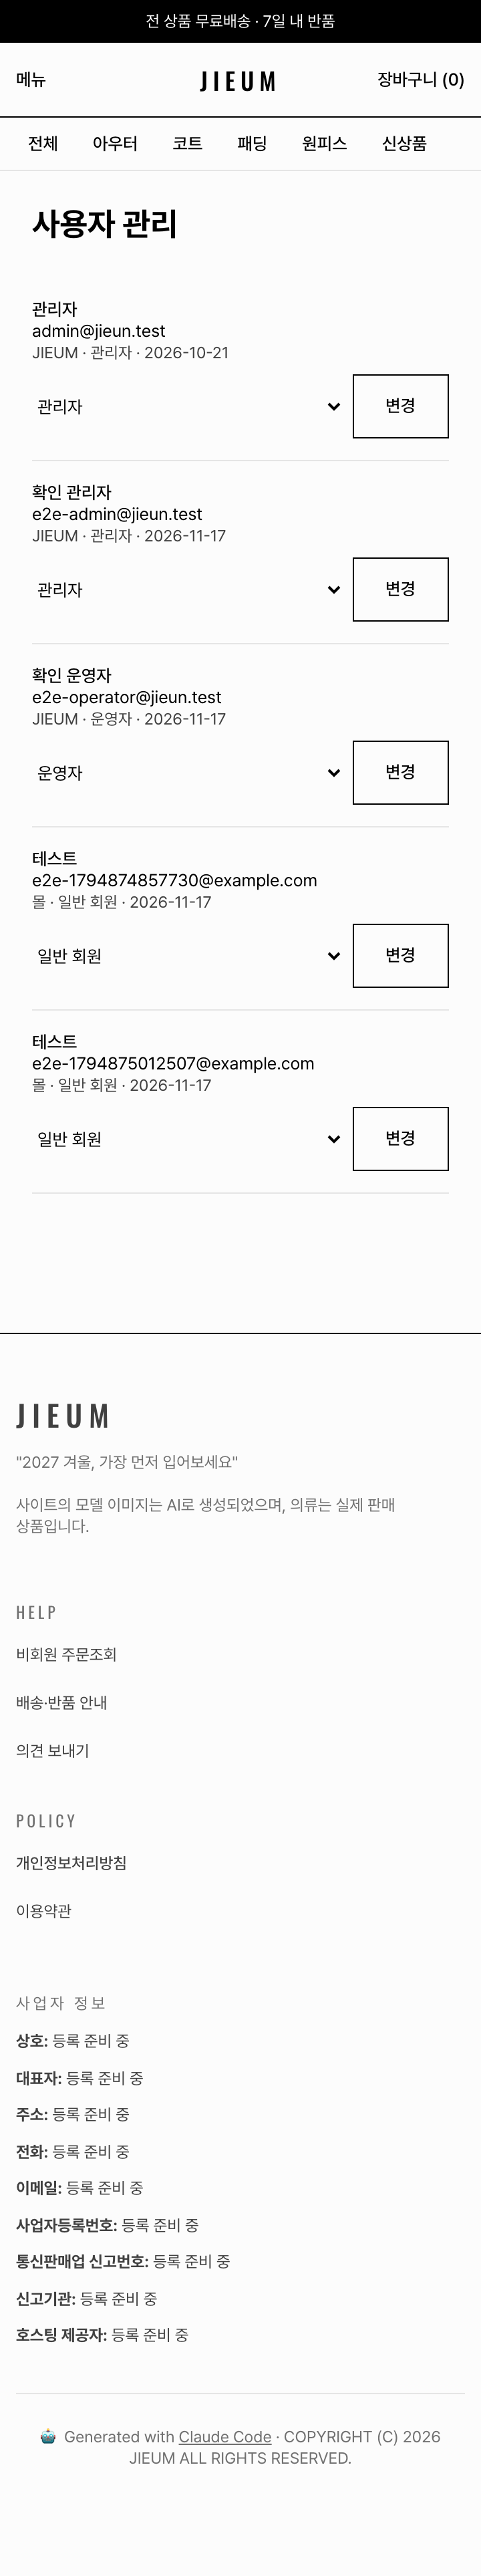 전 상품 무료배송 · 7일 내 반품
메뉴
JIEUM
장바구니 (0)
전체 아우터 코트 패딩 원피스 신상품
사용자 관리
관리자
admin@jieun.test
JIEUM · 관리자 · 2026-10-21
관리자
변경
확인 관리자
e2e-admin@jieun.test
JIEUM · 관리자 · 2026-11-17
관리자
변경
확인 운영자
e2e-operator@jieun.test
JIEUM · 운영자 · 2026-11-17
운영자
변경
테스트
e2e-1794874857730@example.com
몰 · 일반 회원 · 2026-11-17
일반 회원
변경
테스트
e2e-1794875012507@example.com
몰 · 일반 회원 · 2026-11-17
일반 회원
변경
JIEUM
"2027 겨울, 가장 먼저 입어보세요"
사이트의 모델 이미지는 AI로 생성되었으며, 의류는 실제 판매
상품입니다.
HELP
비회원 주문조회
배송·반품 안내
의견 보내기
POLICY
개인정보처리방침
이용약관
사업자 정보
상호: 등록 준비 중
대표자: 등록 준비 중
주소: 등록 준비 중
전화: 등록 준비 중
이메일: 등록 준비 중
사업자등록번호: 등록 준비 중
통신판매업 신고번호: 등록 준비 중
신고기관: 등록 준비 중
호스팅 제공자: 등록 준비 중
🤖 Generated with Claude Code · COPYRIGHT (C) 2026
JIEUM ALL RIGHTS RESERVED.